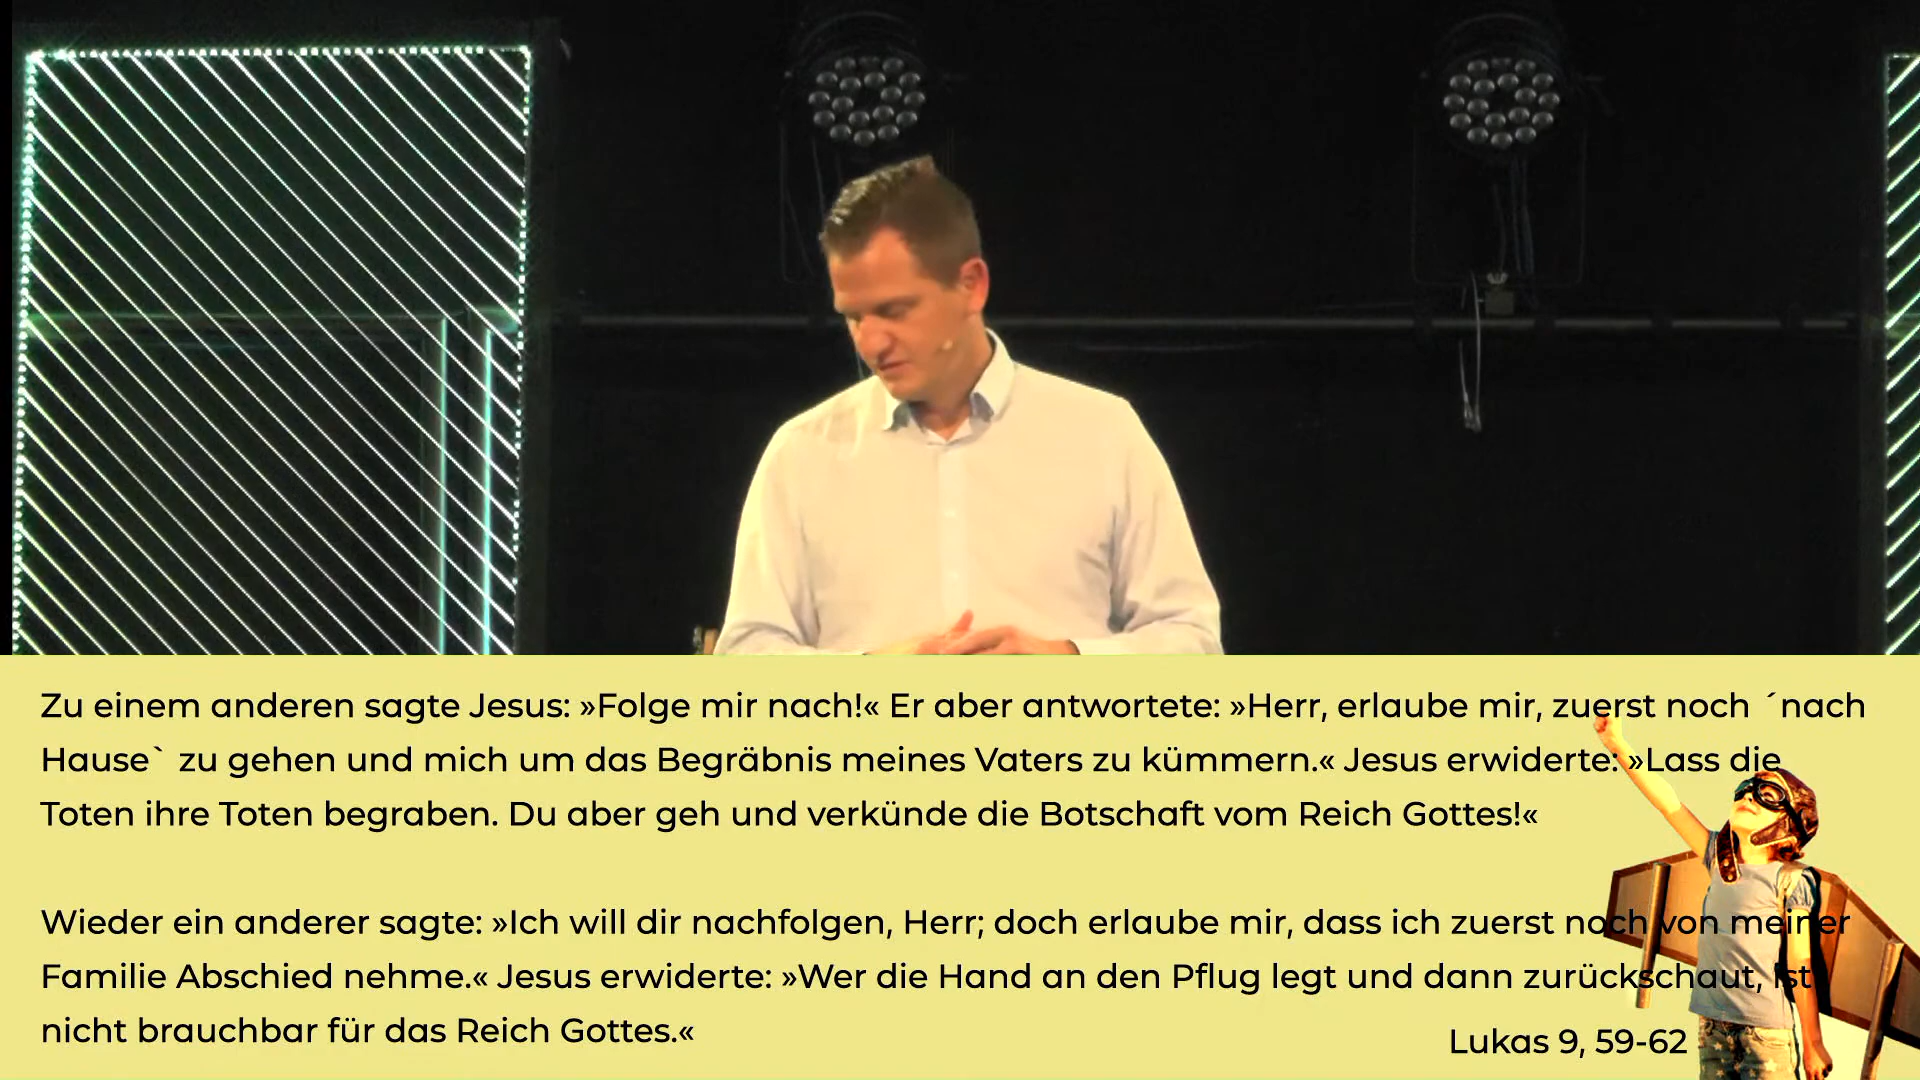 Zu einem anderen sagte Jesus: »Folge mir nach!« Er aber antwortete: »Herr, erlaube mir, zuerst noch ´nach
Hause` zu gehen und mich um das Begräbnis meines Vaters zu kümmern.« Jesus erwiderte: »Lass die
Toten ihre Toten begraben. Du aber geh und verkünde die Botschaft vom Reich Gottes!«
Wieder ein anderer sagte: »Ich will dir nachfolgen, Herr; doch erlaube mir, dass ich zuerst noch von meiner
Familie Abschied nehme.« Jesus erwiderte: »Wer die Hand an den Pflug legt und dann zurückschaut, ist
nicht brauchbar für das Reich Gottes.«
Lukas 9, 59-62